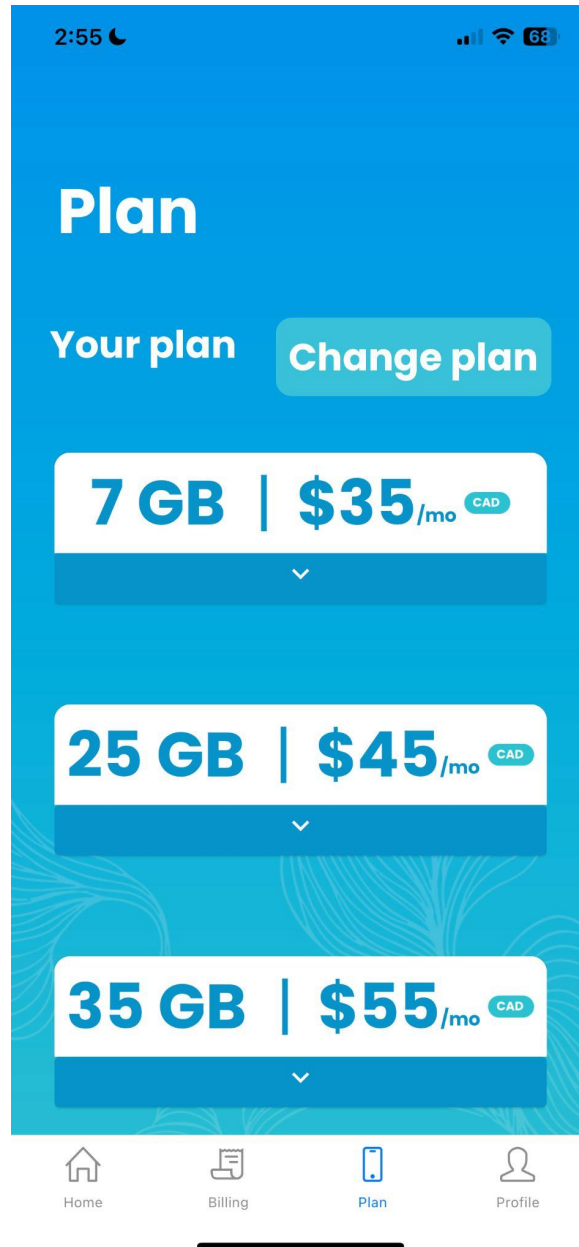 2:55
68
Plan
Your plan
Change plan
7 GB | $35/mo CAD
25 GB | $45/mo CAD
35 GB | $55/mo CAD
Home Billing Plan Profile